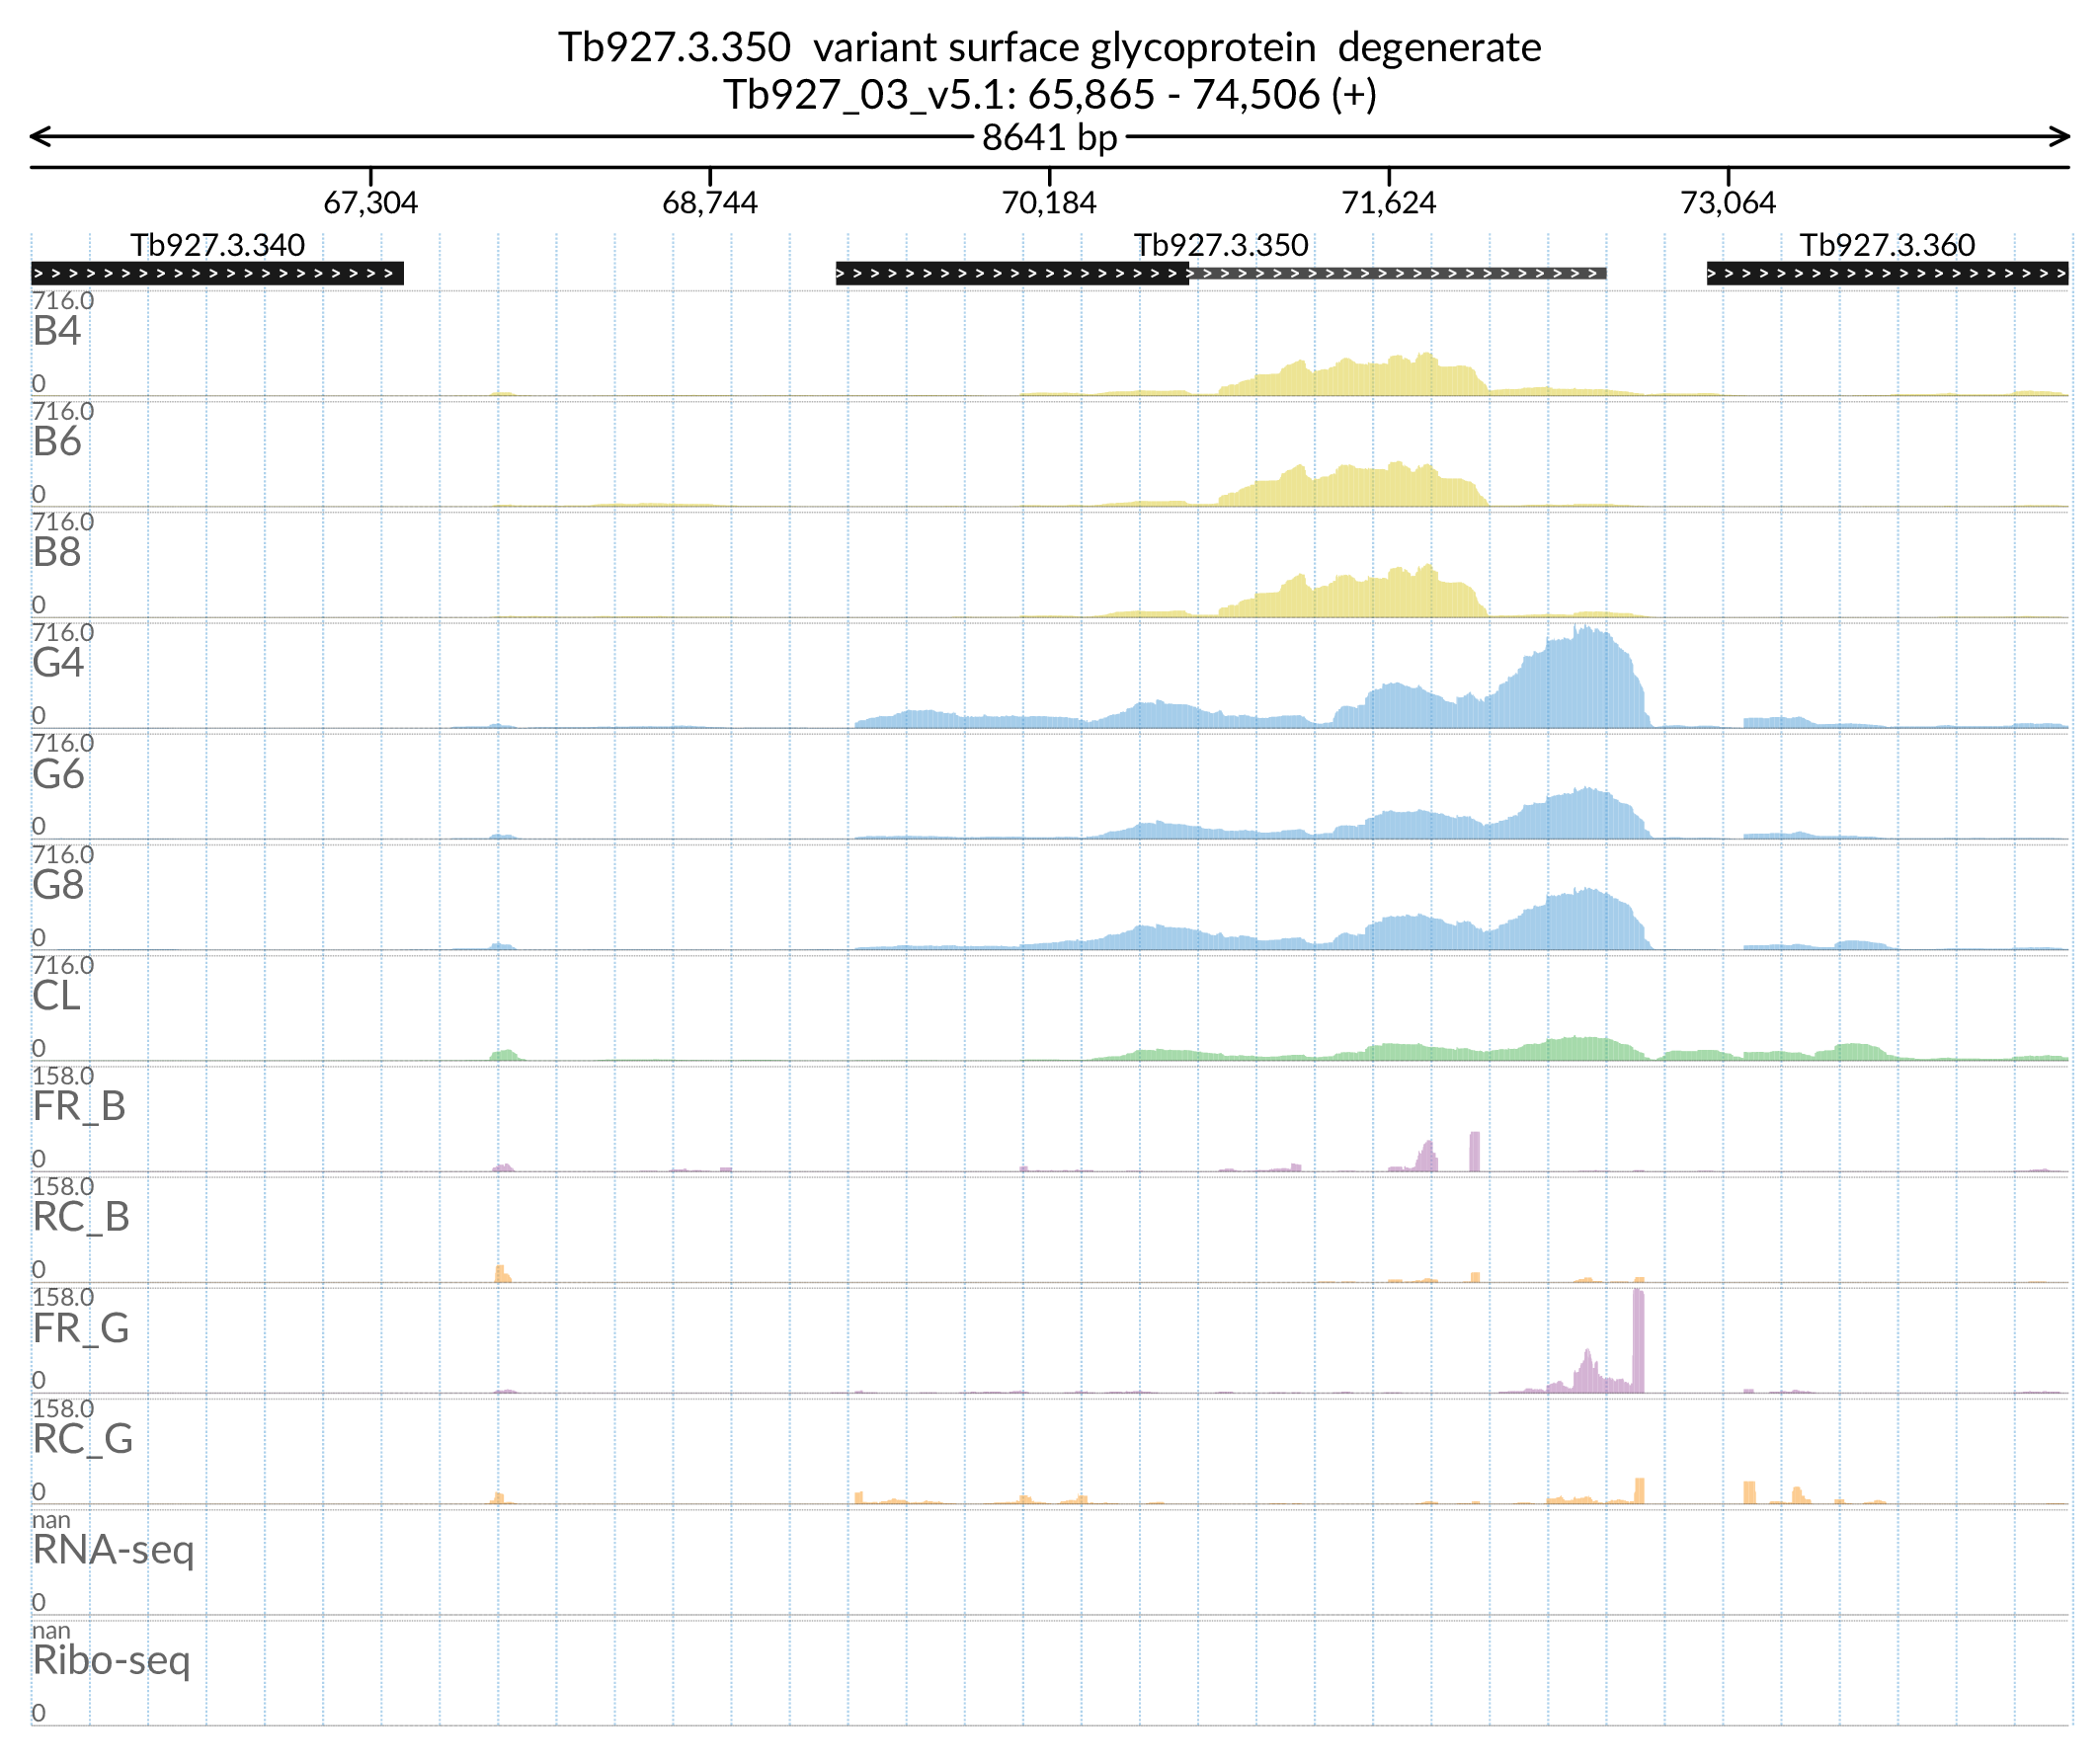 Tb927.3.350 variant surface glycoprotein degenerate
Tb927_03_v5.1: 65,865 - 74,506 (+)
8641 bp
67,304 68,744 70,184 71,624 73,064
Tb927.3.340 Tb927.3.350 Tb927.3.360
716.0
B4
0
716.0
B6
0
716.0
B8
0
716.0
G4
0
716.0
G6
0
716.0
G8
0
716.0
CL
0
158.0
FR_B
0
158.0
RC_B
0
158.0
FR_G
0
158.0
RC_G
0
nan
RNA-seq
0
nan
Ribo-seq
0